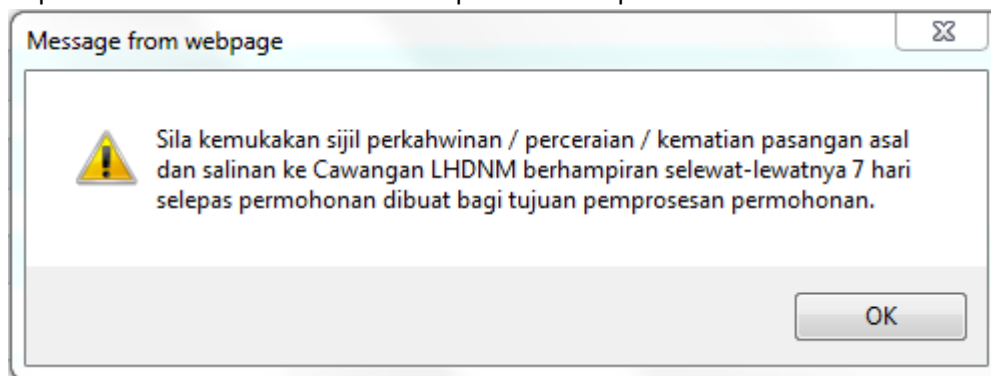 Message from webpage
Sila kemukakan sijil perkahwinan / perceraian / kematian pasangan asal
dan salinan ke Cawangan LHDNM berhampiran selewat-lewatnya 7 hari
selepas permohonan dibuat bagi tujuan pemprosesan permohonan.
OK